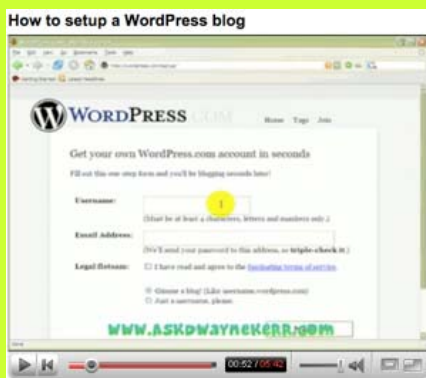 How to setup a WordPress blog
WORDPRESS.COM
Home Tags Join
Get your own WordPress.com account in seconds
Fill out this one-step form and you'll be blogging seconds later!
Username:
(Must be at least 4 characters, letters and numbers only.)
Email Address:
(We'll send your password to this address, so triple-check it.)
Legal flotsam: I have read and agree to the fascinating terms of service.
Gimme a blog! (Like username.wordpress.com)
Just a username, please.
WWW.ASKDWAYNEKERR.COM
00:52 / 05:42